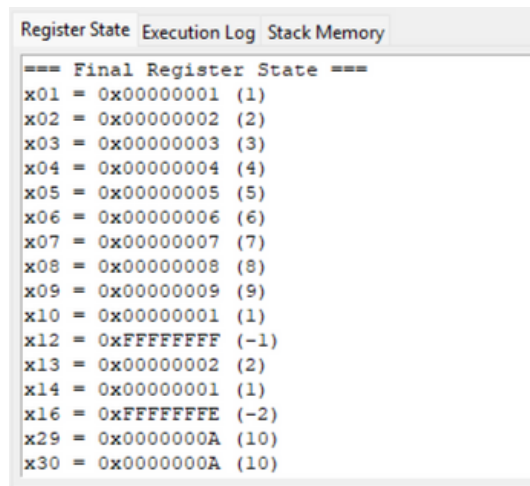 Register State Execution Log Stack Memory
=== Final Register State ===
x01 = 0x00000001 (1)
x02 = 0x00000002 (2)
x03 = 0x00000003 (3)
x04 = 0x00000004 (4)
x05 = 0x00000005 (5)
x06 = 0x00000006 (6)
x07 = 0x00000007 (7)
x08 = 0x00000008 (8)
x09 = 0x00000009 (9)
x10 = 0x00000001 (1)
x12 = 0xFFFFFFFF (-1)
x13 = 0x00000002 (2)
x14 = 0x00000001 (1)
x16 = 0xFFFFFFFE (-2)
x29 = 0x0000000A (10)
x30 = 0x0000000A (10)